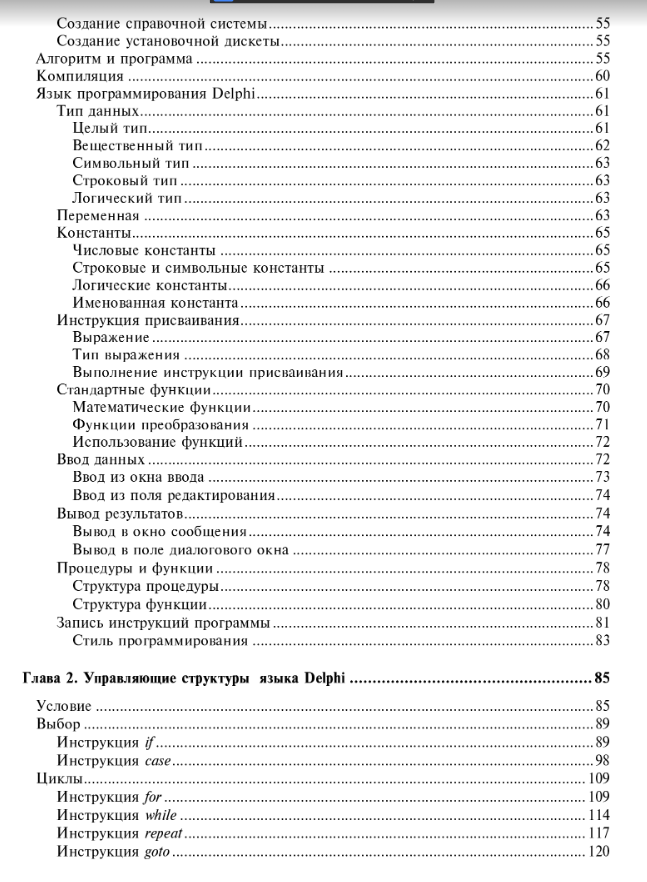 Создание справочной системы........................................................................55
Создание установочной дискеты.....................................................................55
Алгоритм и программа ......................................................................................55
Компиляция ......................................................................................................60
Язык программирования Delphi..........................................................................61
Тип данных...................................................................................................61
Целый тип.................................................................................................61
Вещественный тип.....................................................................................62
Символьный тип ........................................................................................63
Строковый тип ..........................................................................................63
Логический тип..........................................................................................63
Переменная ..................................................................................................63
Константы.....................................................................................................65
Числовые константы ..................................................................................65
Строковые и символьные константы ..........................................................65
Логические константы................................................................................66
Именованная константа..............................................................................66
Инструкция присваивания..............................................................................67
Выражение................................................................................................67
Тип выражения .........................................................................................68
Выполнение инструкции присваивания.......................................................69
Стандартные функции....................................................................................70
Математические функции...........................................................................70
Функции преобразования ...........................................................................71
Использование функций.............................................................................72
Ввод данных .................................................................................................72
Ввод из окна ввода ....................................................................................73
Ввод из поля редактирования.....................................................................74
Вывод результатов.........................................................................................74
Вывод в окно сообщения............................................................................74
Вывод в поле диалогового окна ..................................................................77
Процедуры и функции ...................................................................................78
Структура процедуры.................................................................................78
Структура функции....................................................................................80
Запись инструкций программы.......................................................................81
Стиль программирования ...........................................................................83
Глава 2. Управляющие структуры языка Delphi ....................................................85
Условие ............................................................................................................85
Выбор ...............................................................................................................89
Инструкция if................................................................................................89
Инструкция case............................................................................................98
Циклы..............................................................................................................109
Инструкция for.............................................................................................109
Инструкция while .........................................................................................114
Инструкция repeat.........................................................................................117
Инструкция goto...........................................................................................120